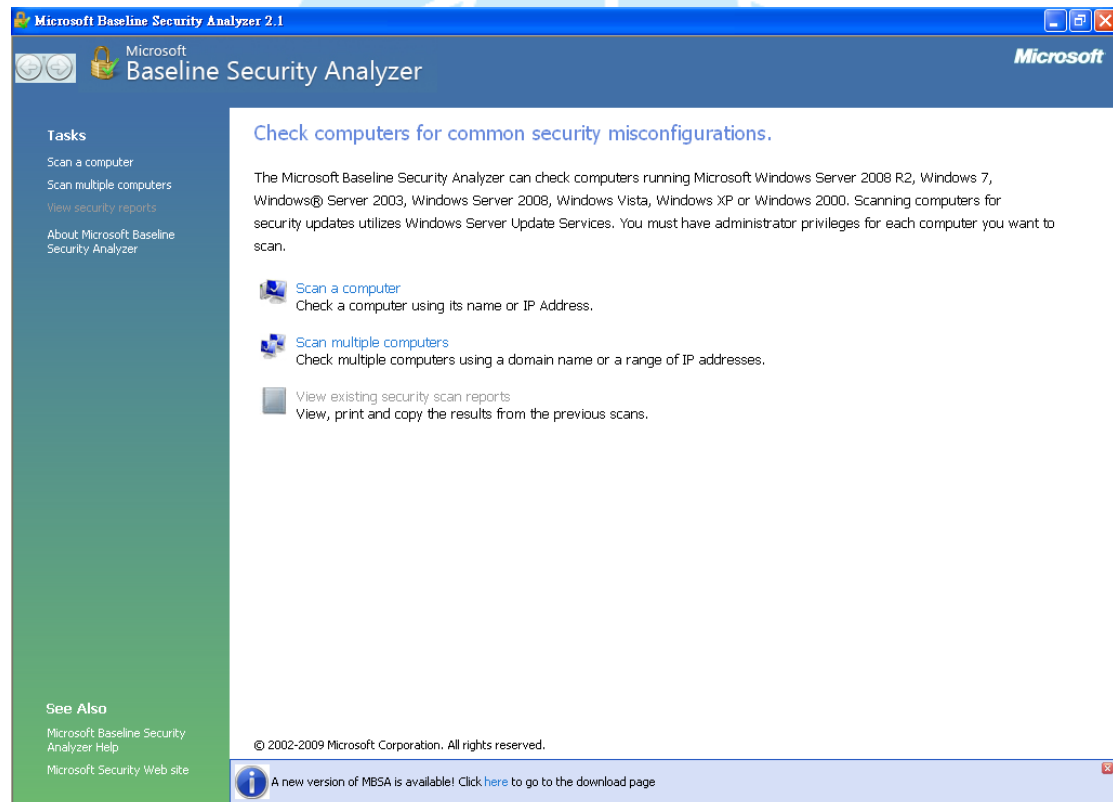 Microsoft Baseline Security Analyzer 2.1
Microsoft
Baseline Security Analyzer
Microsoft
Tasks
Scan a computer
Scan multiple computers
View security reports
About Microsoft Baseline
Security Analyzer
Check computers for common security misconfigurations.
The Microsoft Baseline Security Analyzer can check computers running Microsoft Windows Server 2008 R2, Windows 7,
Windows® Server 2003, Windows Server 2008, Windows Vista, Windows XP or Windows 2000. Scanning computers for
security updates utilizes Windows Server Update Services. You must have administrator privileges for each computer you want to
scan.
Scan a computer
Check a computer using its name or IP Address.
Scan multiple computers
Check multiple computers using a domain name or a range of IP addresses.
View existing security scan reports
View, print and copy the results from the previous scans.
See Also
Microsoft Baseline Security
Analyzer Help
Microsoft Security Web site
© 2002-2009 Microsoft Corporation. All rights reserved.
A new version of MBSA is available! Click here to go to the download page